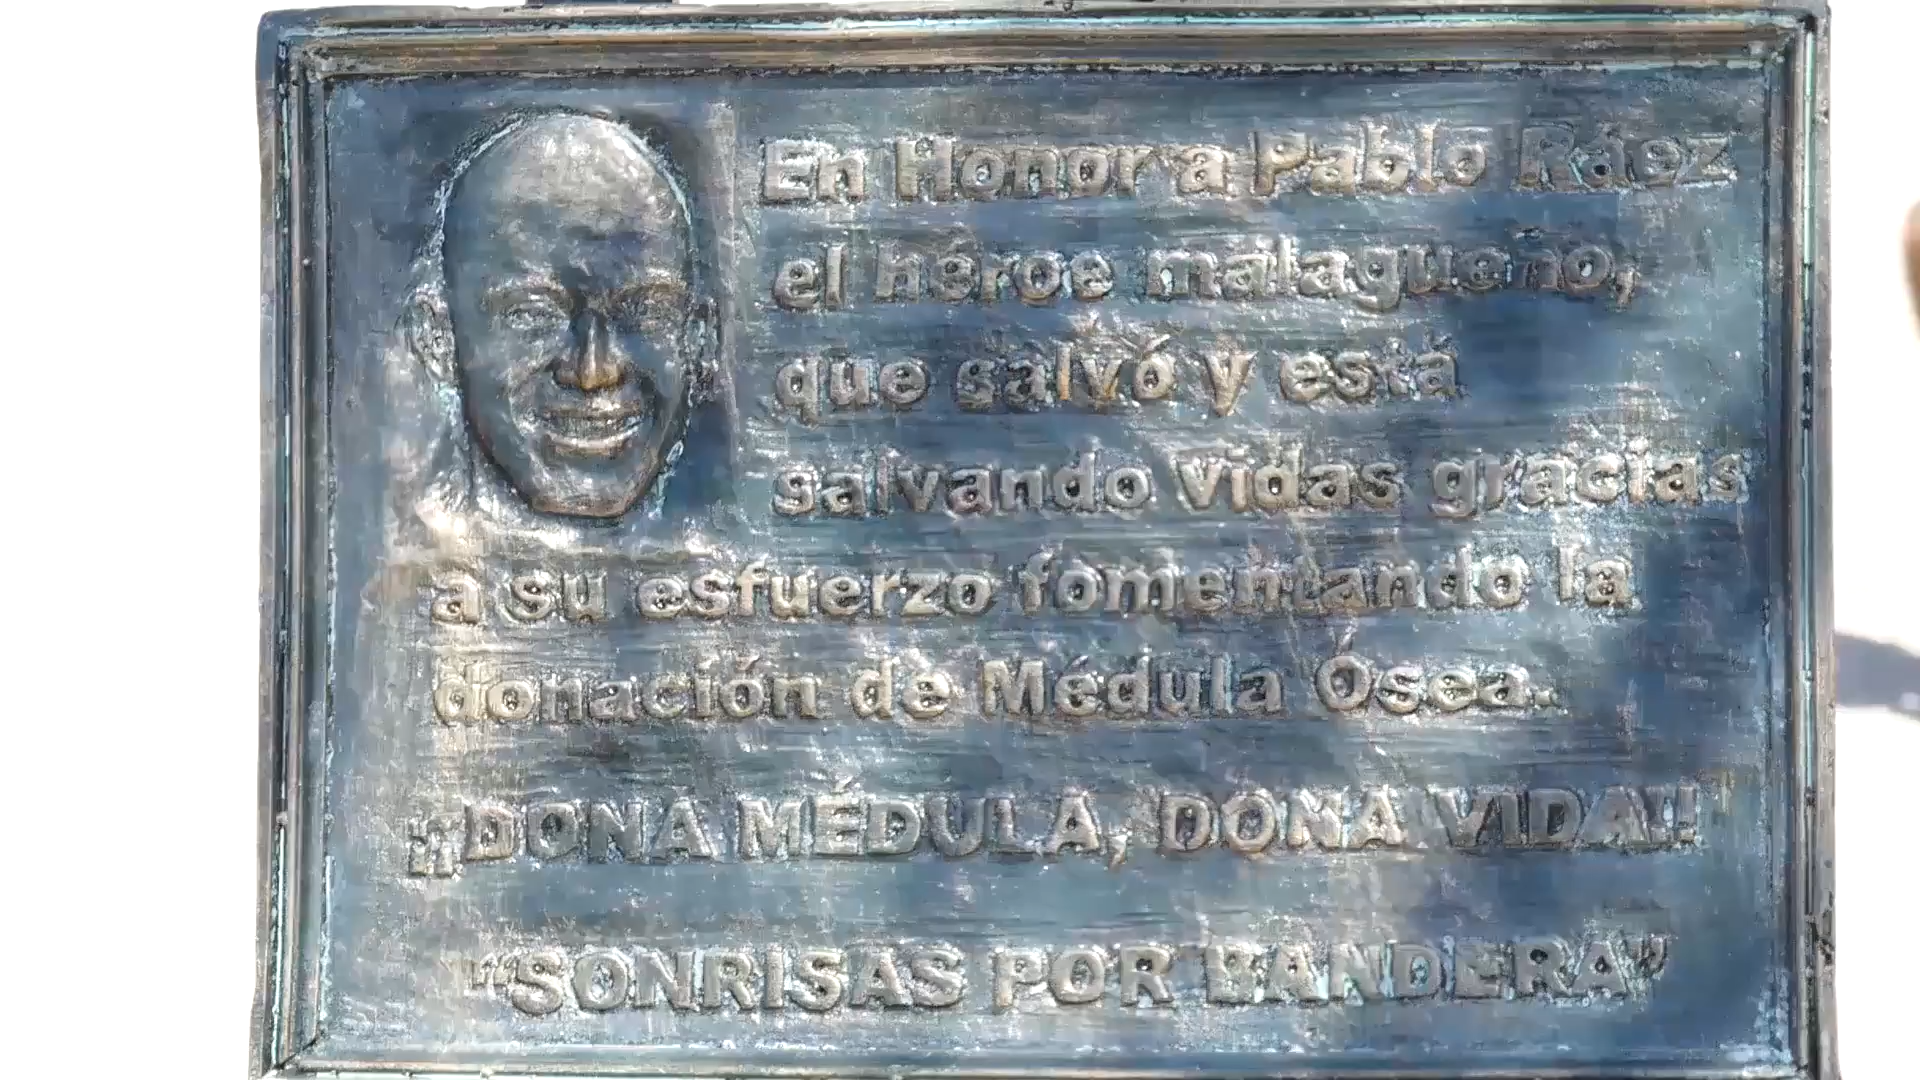 En Honor a Pablo Ráez
el héroe malagueño,
que salvó y está
salvando vidas gracias
a su esfuerzo fomentando la
donación de Médula Ósea.
¡¡DONA MÉDULA, DONA VIDA!!
"SONRISAS POR BANDERA"